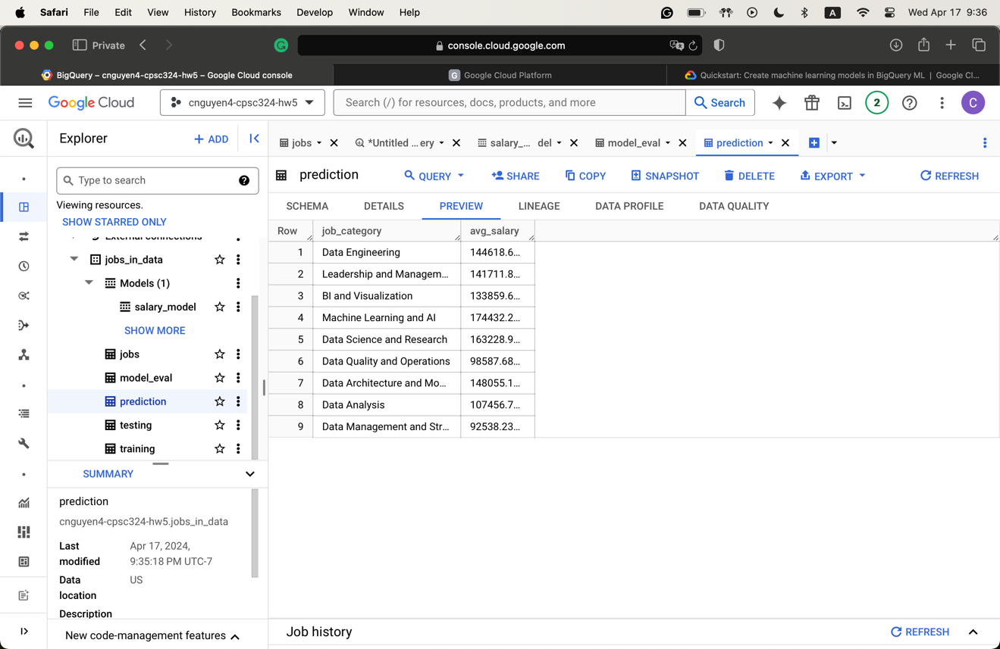 Safari File Edit View History Bookmarks Develop Window Help A Wed Apr 17 9:36
Private console.cloud.google.com
BigQuery – cnguyen4-cpsc324-hw5 – Google Cloud console G Google Cloud Platform Quickstart: Create machine learning models in BigQuery ML | Google Cl...
Google Cloud cnguyen4-cpsc324-hw5 Search (/) for resources, docs, products, and more Search 2 C
Explorer + ADD
jobs *Untitled ...ery salary_... del model_eval prediction
Type to search
prediction QUERY SHARE COPY SNAPSHOT DELETE EXPORT REFRESH
Viewing resources.
SHOW STARRED ONLY
SCHEMA DETAILS PREVIEW LINEAGE DATA PROFILE DATA QUALITY
External connections
jobs_in_data
Models (1)
salary_model
SHOW MORE
jobs
model_eval
prediction
testing
training
Row job_category avg_salary
1 Data Engineering 144618.6...
2 Leadership and Managem... 141711.8...
3 BI and Visualization 133859.6...
4 Machine Learning and AI 174432.2...
5 Data Science and Research 163228.9...
6 Data Quality and Operations 98587.68...
7 Data Architecture and Mo... 148055.1...
8 Data Analysis 107456.7...
9 Data Management and Str... 92538.23...
SUMMARY
prediction
cnguyen4-cpsc324-hw5.jobs_in_data
Last modified Apr 17, 2024, 9:35:18 PM UTC-7
Data location US
Description
New code-management features
Job history REFRESH